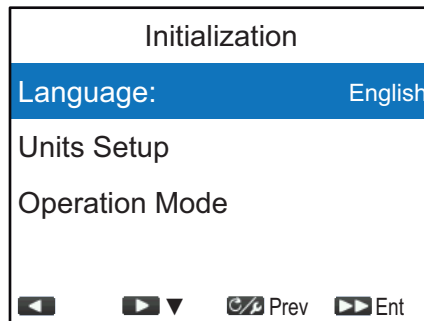 Initialization
Language: English
Units Setup
Operation Mode
Prev Ent